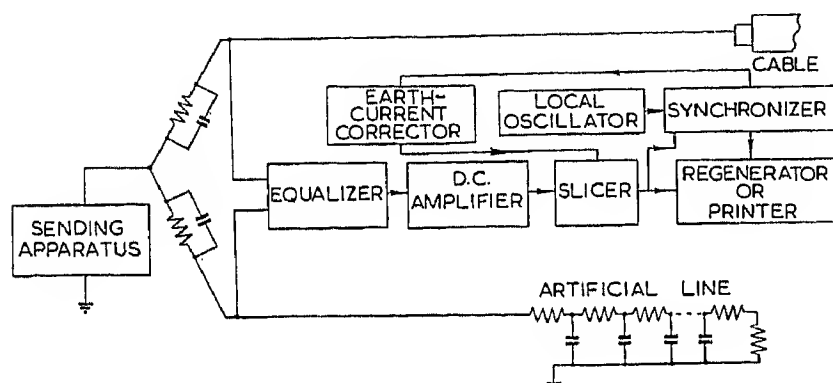 CABLE
EARTH-
CURRENT
CORRECTOR
LOCAL
OSCILLATOR
SYNCHRONIZER
EQUALIZER
D.C.
AMPLIFIER
SLICER
REGENERATOR
OR
PRINTER
SENDING
APPARATUS
ARTIFICIAL LINE